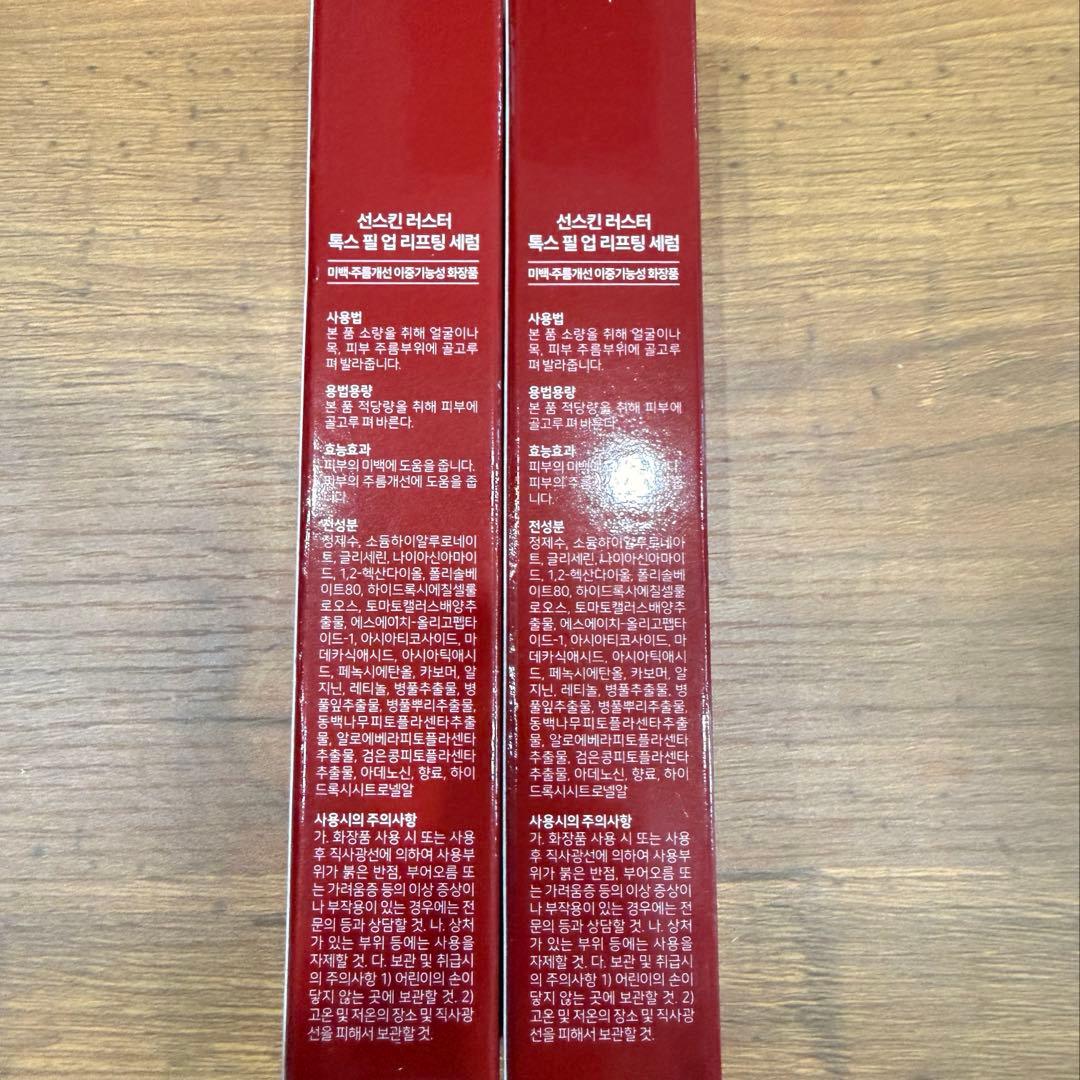 선스킨 러스터
톡스 필 업 리프팅 세럼
미백·주름개선 이중기능성 화장품
사용법
본 품 소량을 취해 얼굴이나
목, 피부 주름부위에 골고루
펴 발라줍니다.
용법용량
본 품 적당량을 취해 피부에
골고루 펴 바른다.
효능효과
피부의 미백에 도움을 줍니다.
피부의 주름개선에 도움을 줍
니다.
전성분
정제수, 소듐하이알루로네이
트, 글리세린, 나이아신아마이
드, 1,2-헥산다이올, 폴리솔베
이트80, 하이드록시에칠셀룰
로오스, 토마토캘러스배양추
출물, 에스에이치-올리고펩타
이드-1, 아시아티코사이드, 마
데카식애시드, 아시아틱애시
드, 페녹시에탄올, 카보머, 알
지닌, 레티놀, 병풀추출물, 병
풀잎추출물, 병풀뿌리추출물,
동백나무피토플라센타추출
물, 알로에베라피토플라센타
추출물, 검은콩피토플라센타
추출물, 아데노신, 향료, 하이
드록시시트로넬알
사용시의 주의사항
가. 화장품 사용 시 또는 사용
후 직사광선에 의하여 사용부
위가 붉은 반점, 부어오름 또
는 가려움증 등의 이상 증상이
나 부작용이 있는 경우에는 전
문의 등과 상담할 것. 나. 상처
가 있는 부위 등에는 사용을
자제할 것. 다. 보관 및 취급시
의 주의사항 1) 어린이의 손이
닿지 않는 곳에 보관할 것. 2)
고온 및 저온의 장소 및 직사광
선을 피해서 보관할 것.
선스킨 러스터
톡스 필 업 리프팅 세럼
미백·주름개선 이중기능성 화장품
사용법
본 품 소량을 취해 얼굴이나
목, 피부 주름부위에 골고루
펴 발라줍니다.
용법용량
본 품 적당량을 취해 피부에
골고루 펴 바른다.
효능효과
피부의
피부의
니다.
전성분
정제수, 소듐하이알루로네이
트, 글리세린, 나이아신아마이
드, 1,2-헥산다이올, 폴리솔베
이트80, 하이드록시에칠셀룰
로오스, 토마토캘러스배양추
출물, 에스에이치-올리고펩타
이드-1, 아시아티코사이드, 마
데카식애시드, 아시아틱애시
드, 페녹시에탄올, 카보머, 알
지닌, 레티놀, 병풀추출물, 병
풀잎추출물, 병풀뿌리추출물,
동백나무피토플라센타추출
물, 알로에베라피토플라센타
추출물, 검은콩피토플라센타
추출물, 아데노신, 향료, 하이
드록시시트로넬알
사용시의 주의사항
가. 화장품 사용 시 또는 사용
후 직사광선에 의하여 사용부
위가 붉은 반점, 부어오름 또
는 가려움증 등의 이상 증상이
나 부작용이 있는 경우에는 전
문의 등과 상담할 것. 나. 상처
가 있는 부위 등에는 사용을
자제할 것. 다. 보관 및 취급시
의 주의사항 1) 어린이의 손이
닿지 않는 곳에 보관할 것. 2)
고온 및 저온의 장소 및 직사광
선을 피해서 보관할 것.